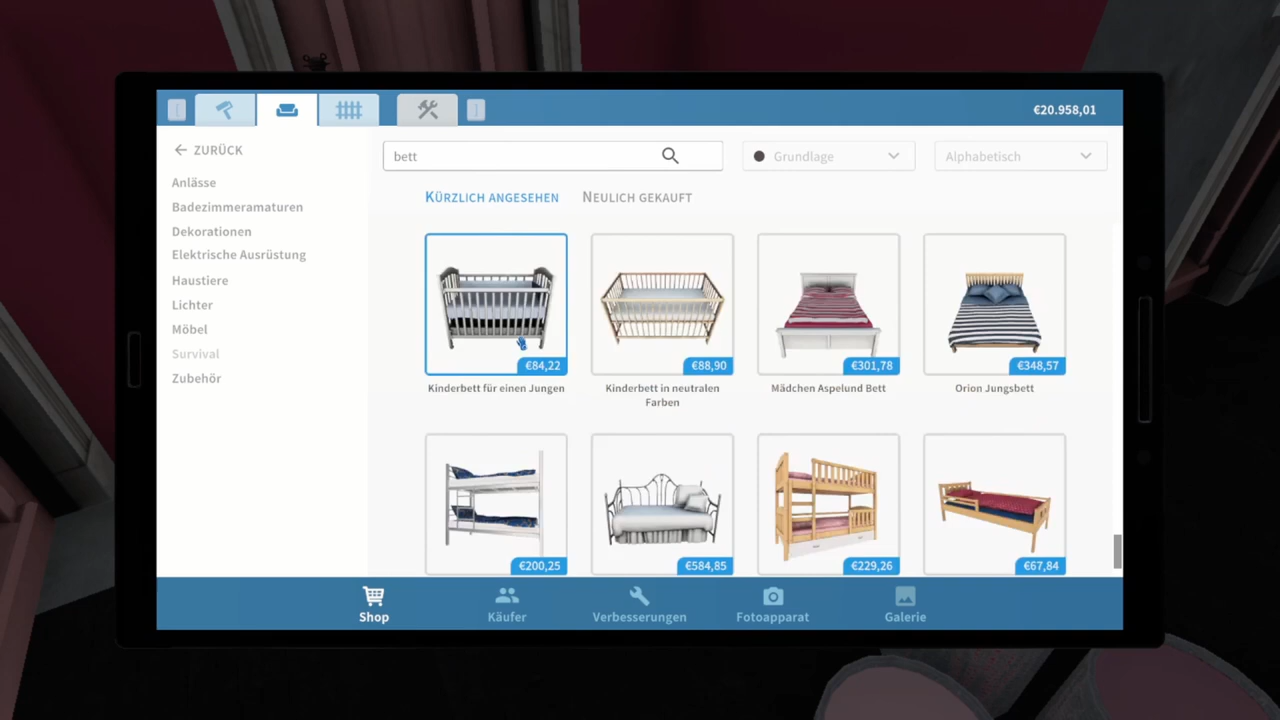 €20.958,01
ZURÜCK
bett
Grundlage
Alphabetisch
Anlässe
Badezimmeramaturen
Dekorationen
Elektrische Ausrüstung
Haustiere
Lichter
Möbel
Survival
Zubehör
KÜRZLICH ANGESEHEN
NEULICH GEKAUFT
€84,22
€88,90
€301,78
€348,57
Kinderbett für einen Jungen
Kinderbett in neutralen
Farben
Mädchen Aspelund Bett
Orion Jungsbett
€200,25
€584,85
€229,26
€67,84
Shop
Käufer
Verbesserungen
Fotoapparat
Galerie